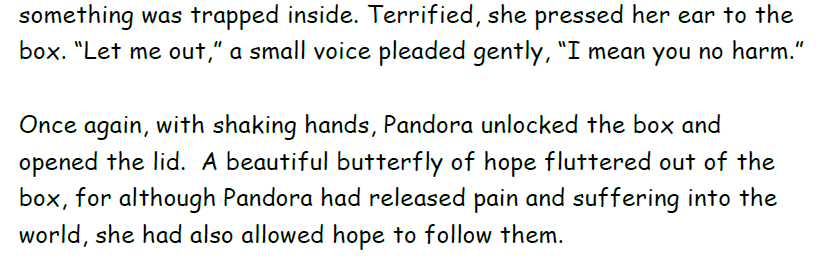 something was trapped inside. Terrified, she pressed her ear to the
box. “Let me out,” a small voice pleaded gently, “I mean you no harm.”
Once again, with shaking hands, Pandora unlocked the box and
opened the lid.  A beautiful butterfly of hope fluttered out of the
box, for although Pandora had released pain and suffering into the
world, she had also allowed hope to follow them.